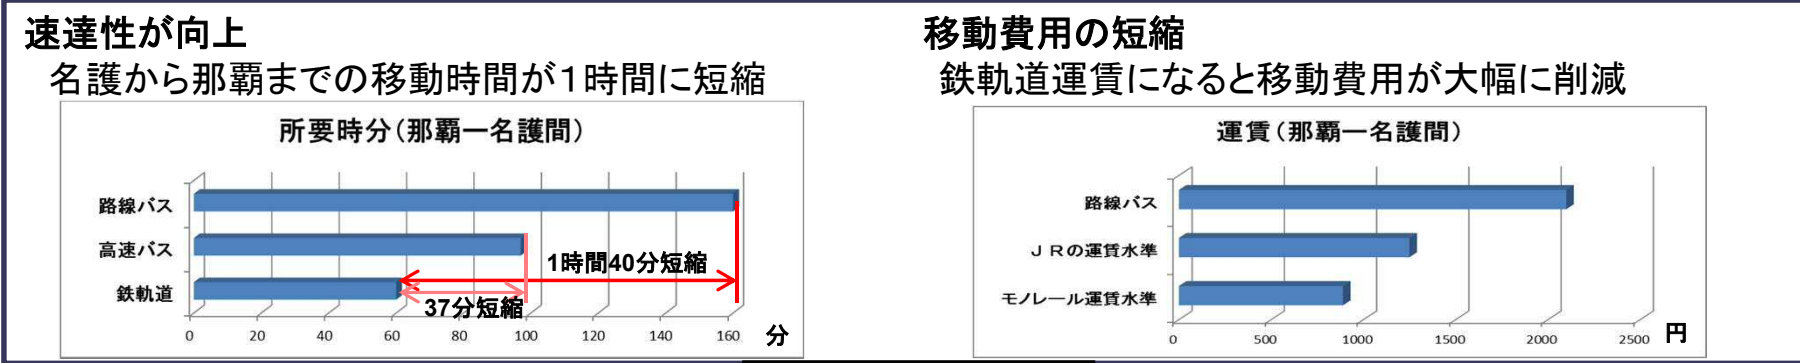 速達性が向上
名護から那覇までの移動時間が1時間に短縮
所要時分(那覇ー名護間)
路線バス
高速バス
鉄軌道
1時間40分短縮
37分短縮
0 20 40 60 80 100 120 140 160 分
移動費用の短縮
鉄軌道運賃になると移動費用が大幅に削減
運賃(那覇ー名護間)
路線バス
JRの運賃水準
モノレール運賃水準
0 500 1000 1500 2000 2500 円